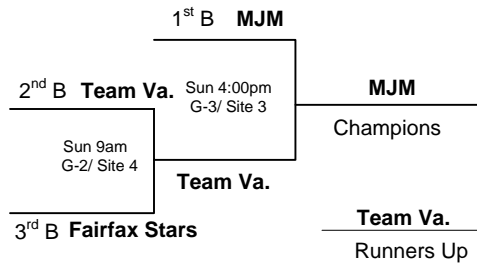 1st B MJM
2nd B Team Va.
Sun 4:00pm
G-3/ Site 3
MJM
Champions
Sun 9am
G-2/ Site 4
Team Va.
3rd B Fairfax Stars
Team Va.
Runners Up